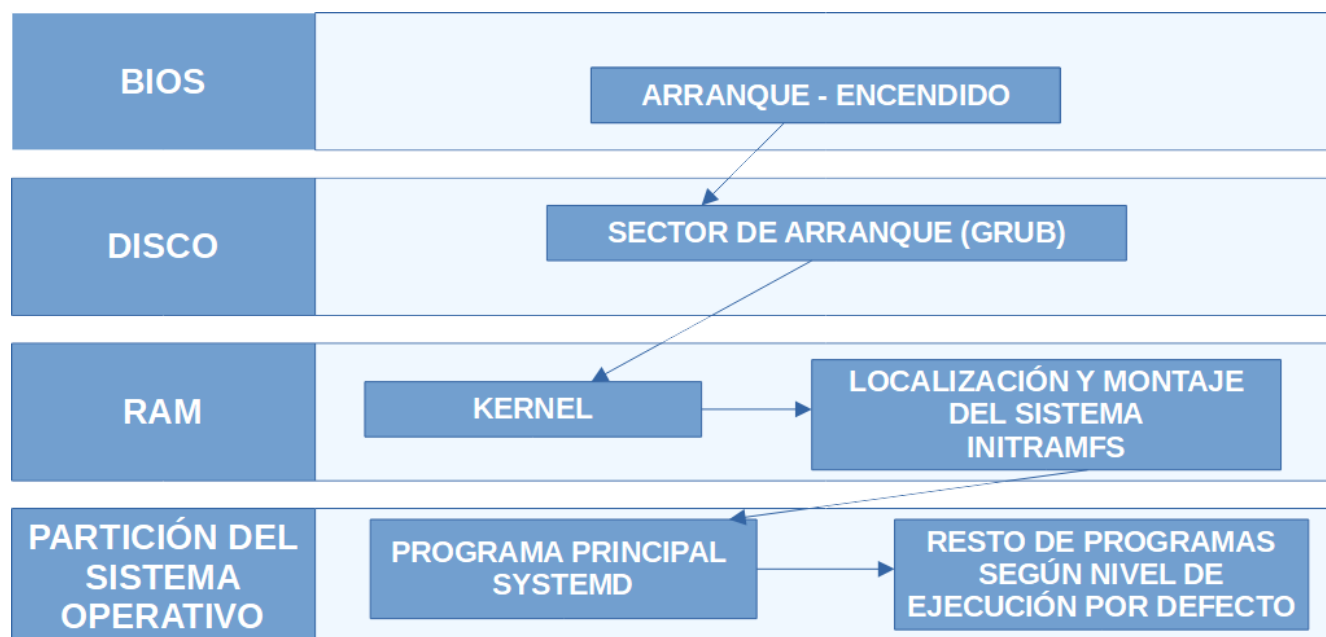 BIOS
ARRANQUE - ENCENDIDO
DISCO
SECTOR DE ARRANQUE (GRUB)
RAM
KERNEL
LOCALIZACIÓN Y MONTAJE
DEL SISTEMA
INITRAMFS
PARTICIÓN DEL
SISTEMA
OPERATIVO
PROGRAMA PRINCIPAL
SYSTEMD
RESTO DE PROGRAMAS
SEGÚN NIVEL DE
EJECUCIÓN POR DEFECTO